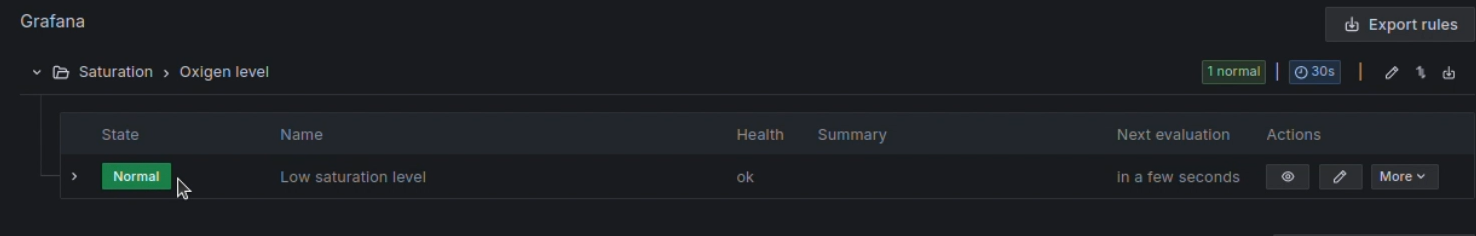 Grafana
Export rules
Saturation > Oxigen level
1 normal | 30s |
State Name Health Summary Next evaluation Actions
Normal Low saturation level ok in a few seconds More